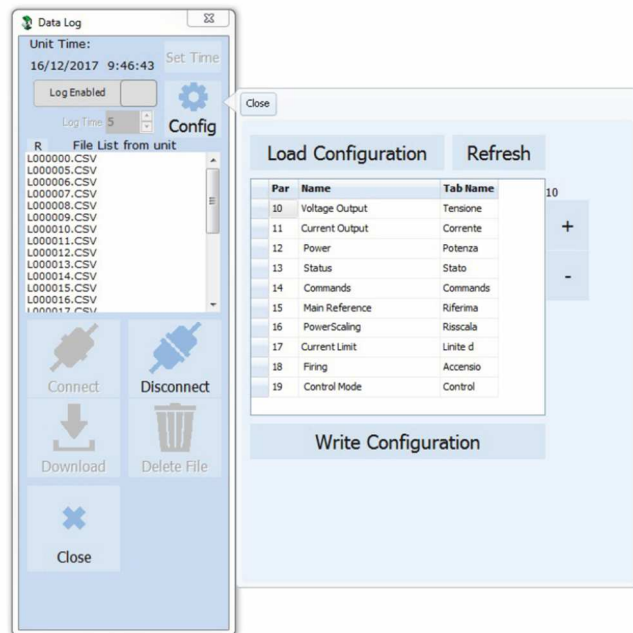 Data Log
Unit Time:
16/12/2017 9:46:43
Set Time
Log Enabled
Log Time 5
Config
R File List from unit
L000000.CSV
L000005.CSV
L000006.CSV
L000007.CSV
L000008.CSV
L000009.CSV
L000010.CSV
L000011.CSV
L000012.CSV
L000013.CSV
L000014.CSV
L000015.CSV
L000016.CSV
L000017.CSV
Connect
Disconnect
Download
Delete File
Close
Close
Load Configuration
Refresh
Par Name Tab Name
10 Voltage Output Tensione
11 Current Output Corrente
12 Power Potenza
13 Status Stato
14 Commands Commands
15 Main Reference Riferima
16 PowerScaling Risscala
17 Current Limit Linite d
18 Firing Accensio
19 Control Mode Control
10
+
-
Write Configuration